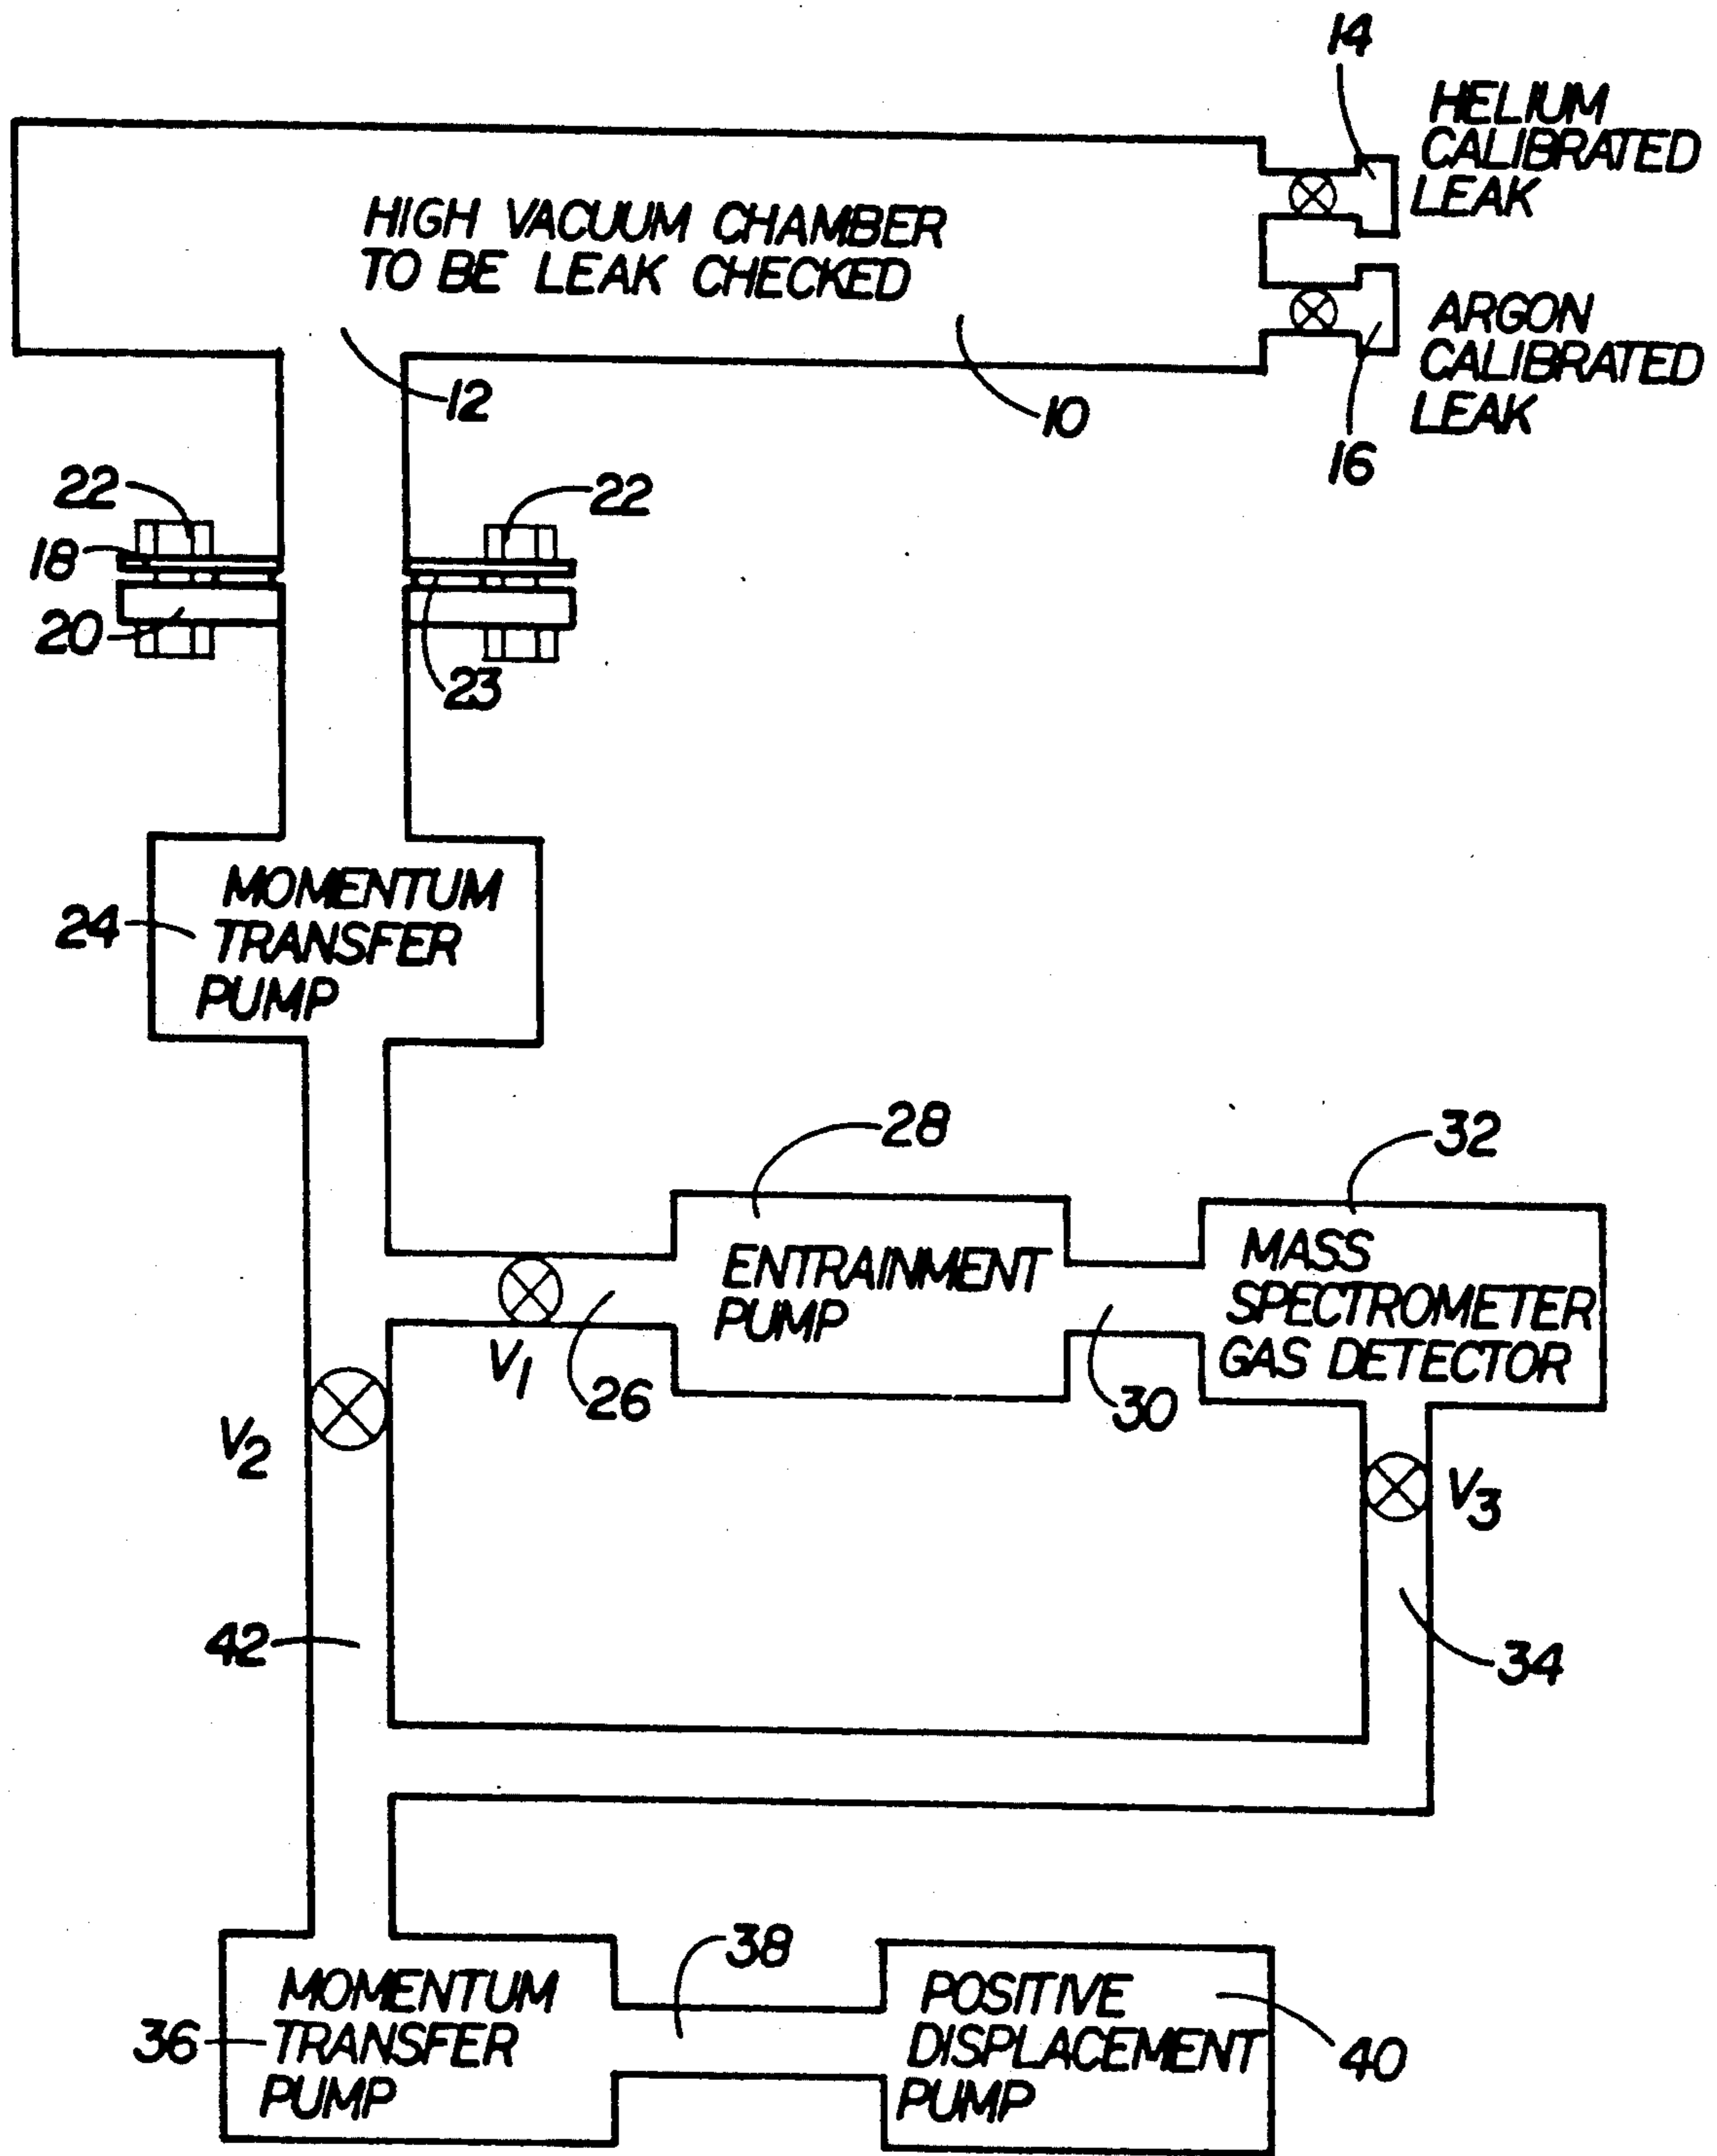 14
HELIUM
CALIBRATED
LEAK
HIGH VACUUM CHAMBER
TO BE LEAK CHECKED
ARGON
CALIBRATED
LEAK
12
10
16
22
22
18
20
23
MOMENTUM
TRANSFER
PUMP
24
28
32
ENTRAINMENT
PUMP
MASS
SPECTROMETER
GAS DETECTOR
V1
26
30
V2
V3
42
34
38
MOMENTUM
TRANSFER
PUMP
36
POSITIVE
DISPLACEMENT
PUMP
40